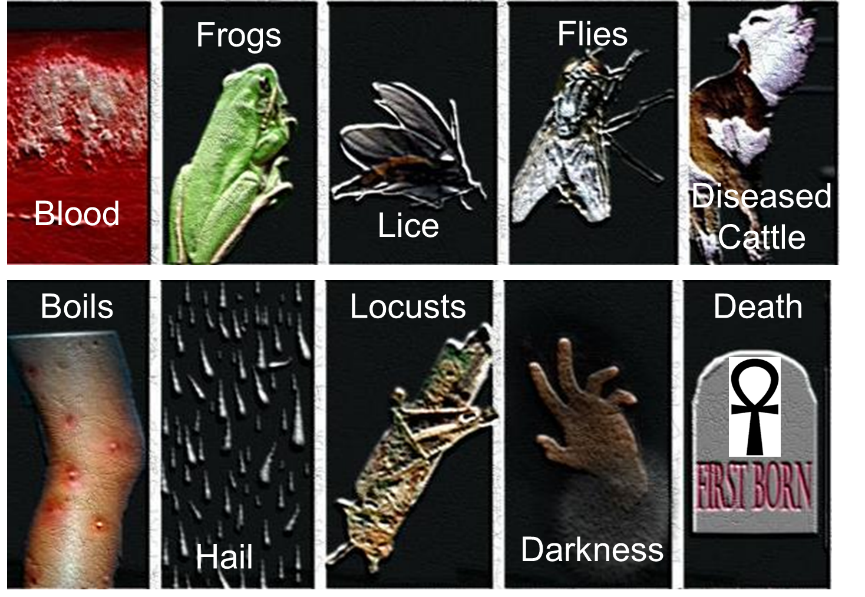 Blood
Frogs
Lice
Flies
Diseased
Cattle
Boils
Hail
Locusts
Darkness
Death
FIRST BORN